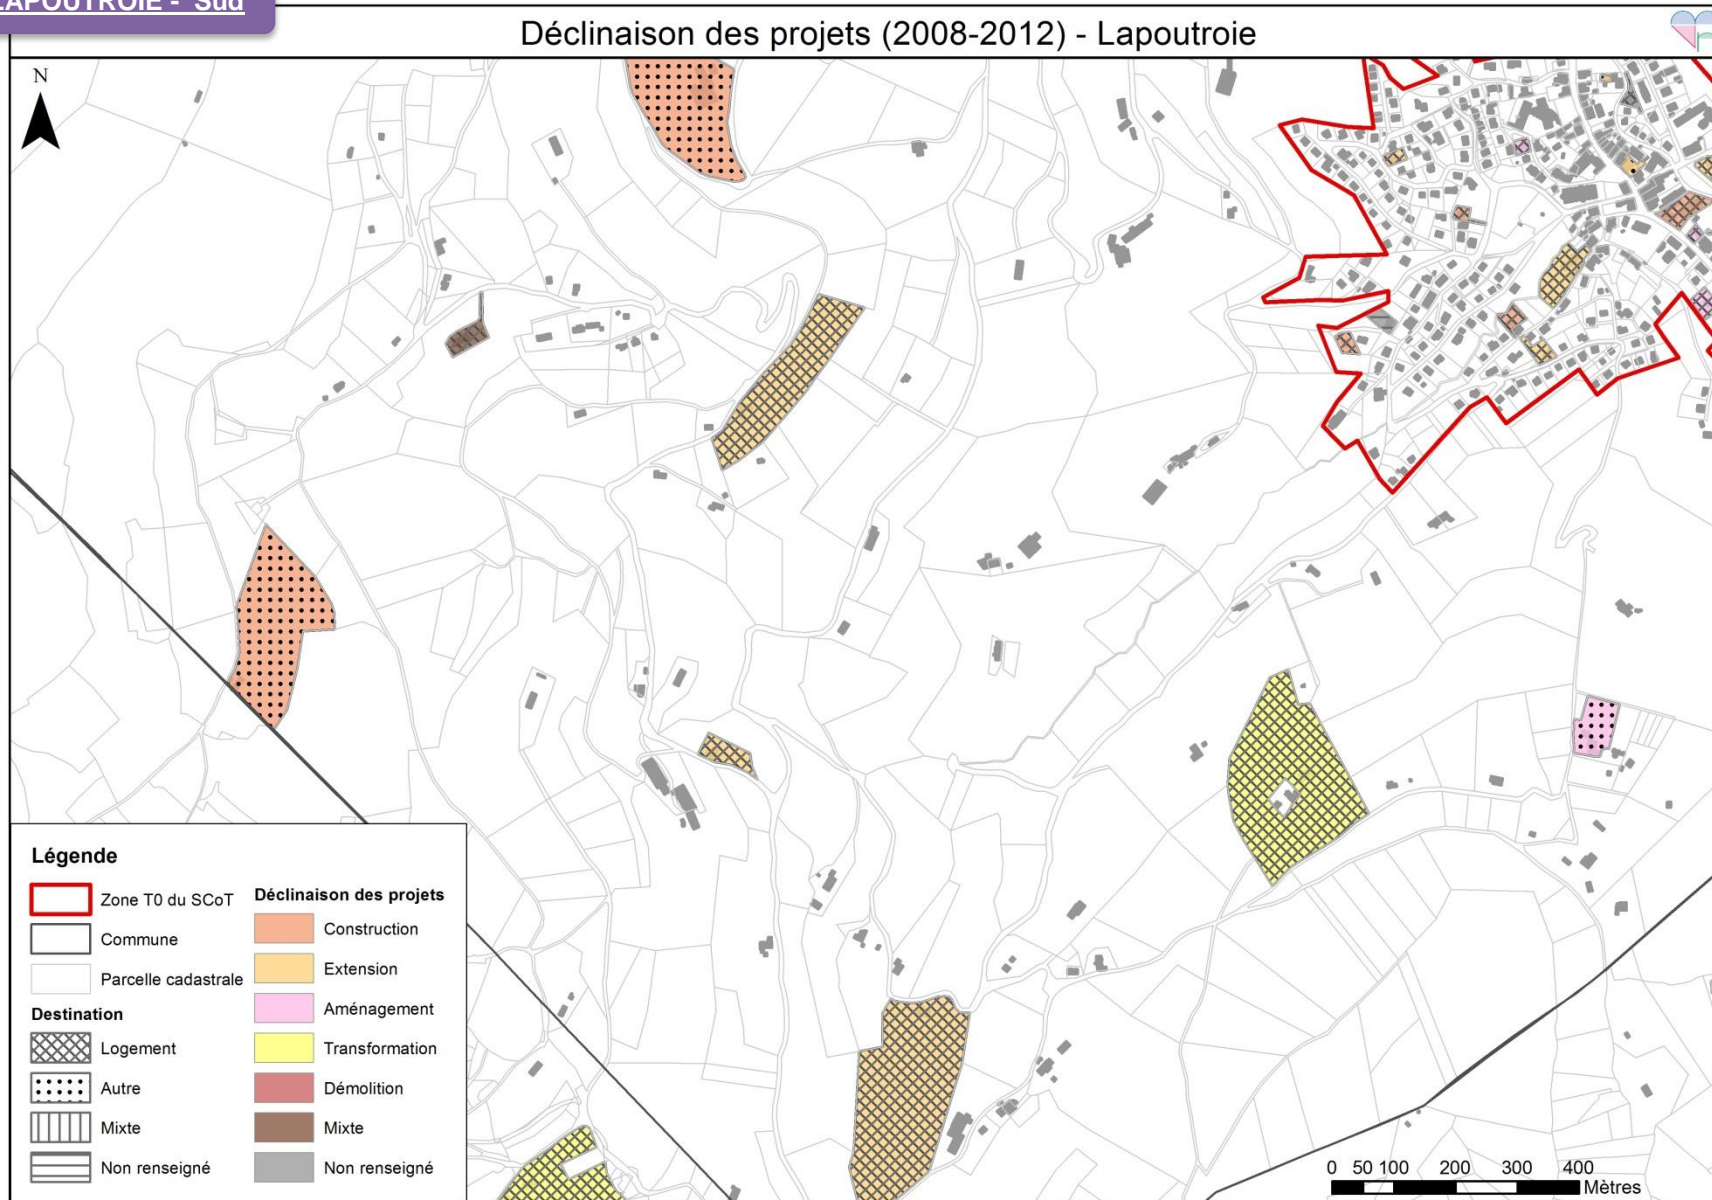 LAPOUTROIE - Sud
Déclinaison des projets (2008-2012) - Lapoutroie
N
Légende
Zone T0 du SCoT
Commune
Parcelle cadastrale
Destination
Logement
Autre
Mixte
Non renseigné
Déclinaison des projets
Construction
Extension
Aménagement
Transformation
Démolition
Mixte
Non renseigné
0 50 100 200 300 400
Mètres